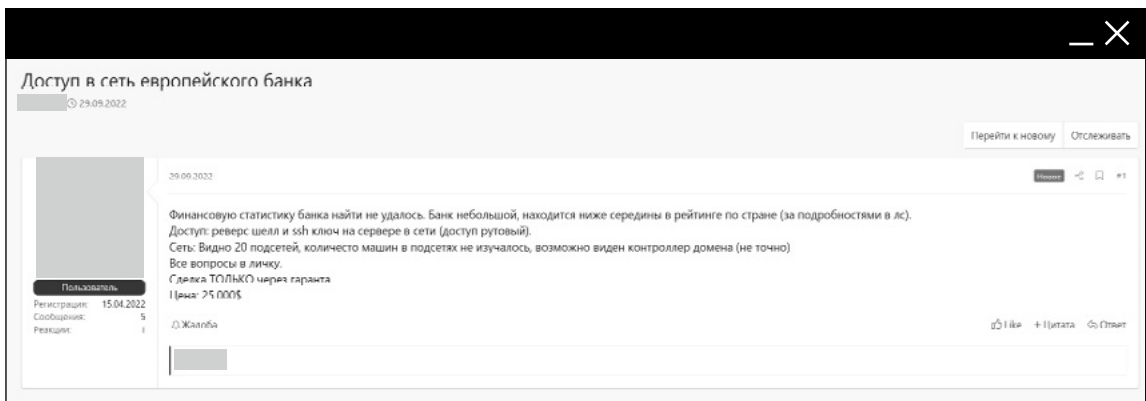 Доступ в сеть европейского банка
29.09.2022
Перейти к новому Отслеживать
29.09.2022 Новое #1
Финансовую статистику банка найти не удалось. Банк небольшой, находится ниже середины в рейтинге по стране (за подробностями в лс).
Доступ: реверс шелл и ssh ключ на сервере в сети (доступ рутовый).
Сеть: Видно 20 подсетей, количесто машин в подсетях не изучалось, возможно виден контроллер домена (не точно)
Все вопросы в личку.
Сделка ТОЛЬКО через гаранта
Цена: 25 000$
Пользователь
Регистрация: 15.04.2022
Сообщения: 5
Реакции: 1
Жалоба Like + Цитата Ответ